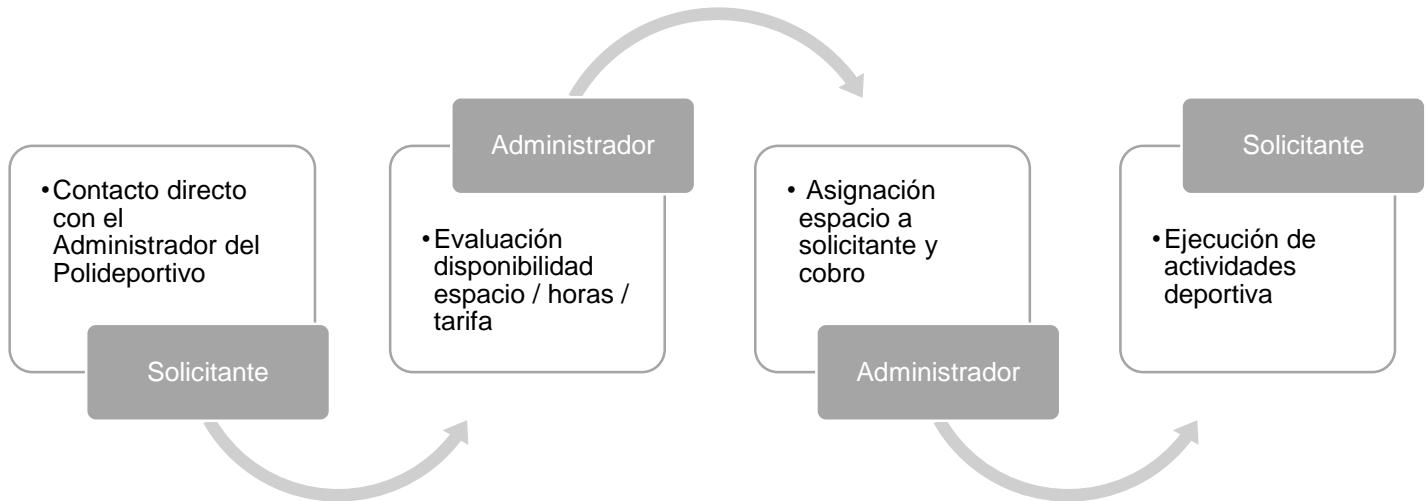 •Contacto directo
con el
Administrador del
Polideportivo
Solicitante
Administrador
•Evaluación
disponibilidad
espacio / horas /
tarifa
• Asignación
espacio a
solicitante y
cobro
Administrador
Solicitante
•Ejecución de
actividades
deportiva